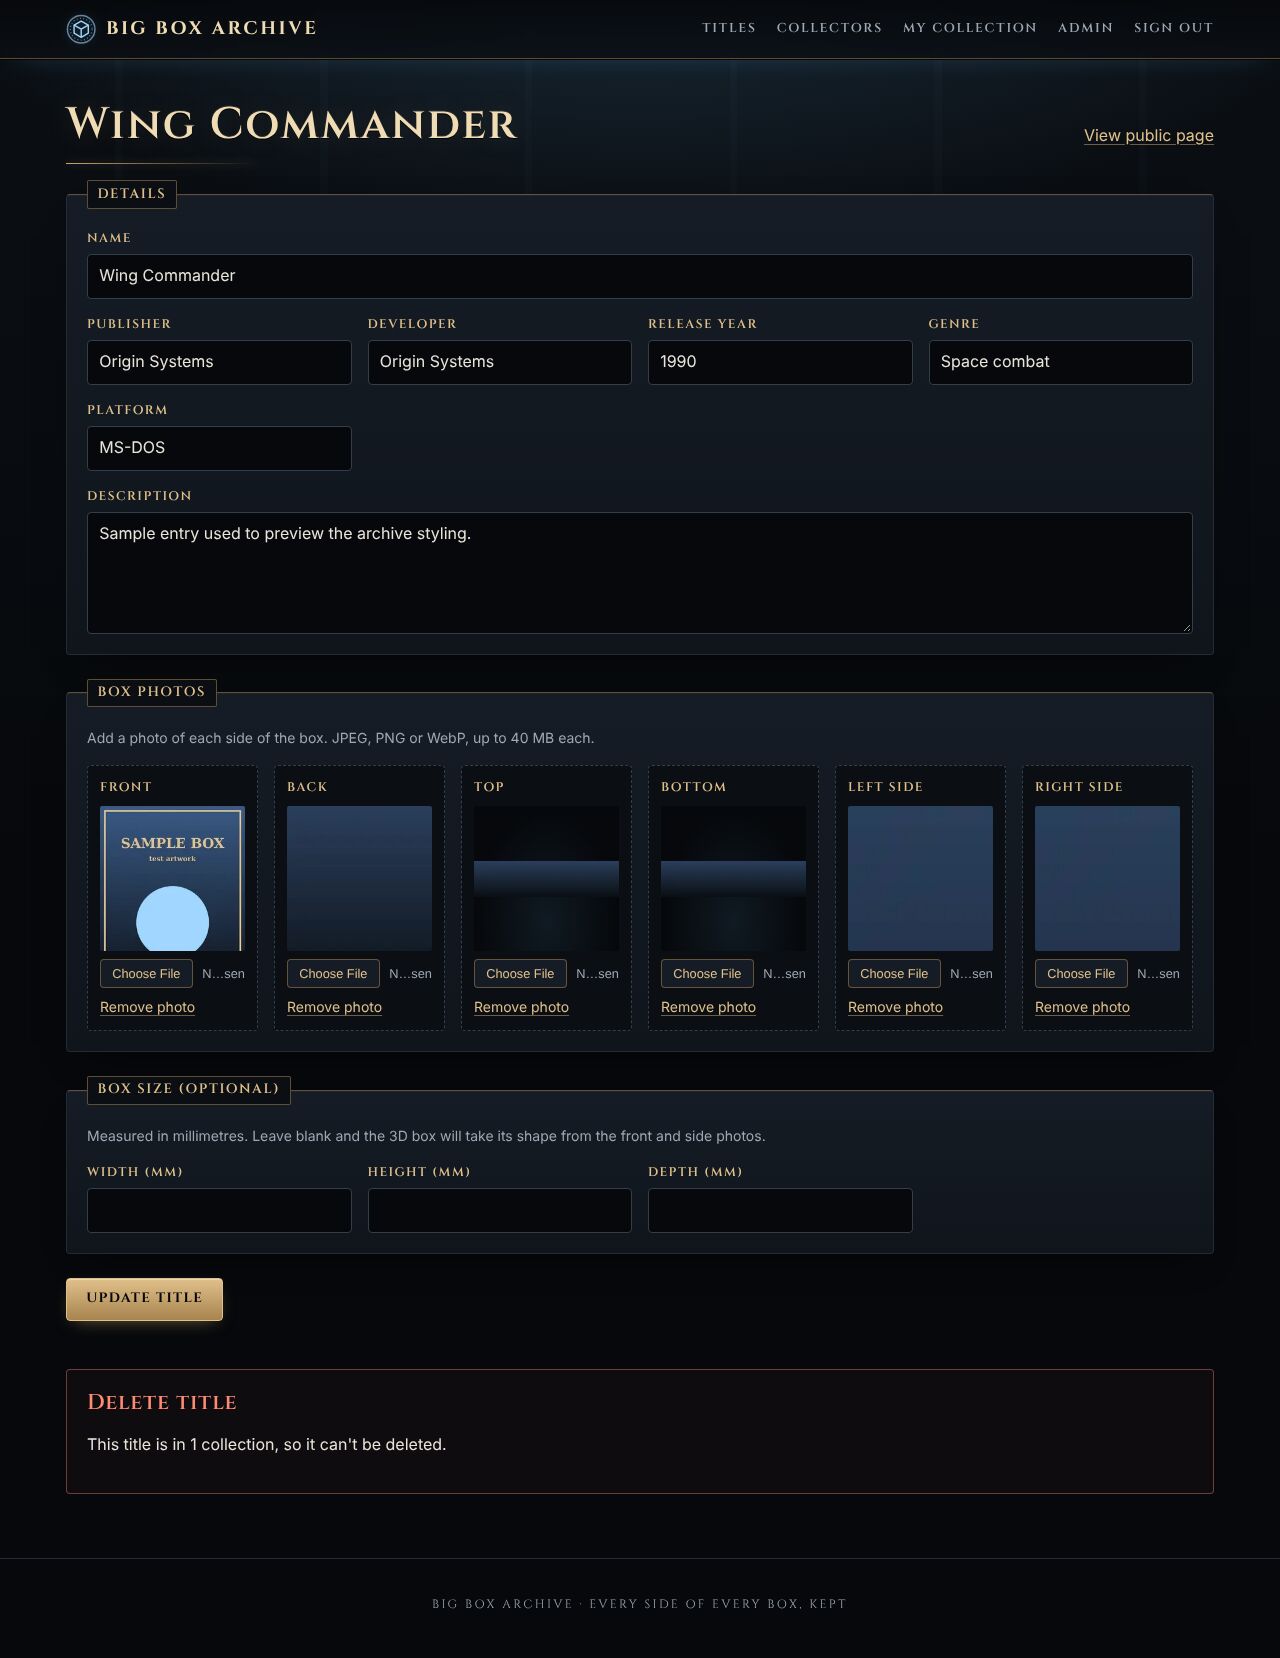 BIG BOX ARCHIVE
TITLES COLLECTORS MY COLLECTION ADMIN SIGN OUT
Wing Commander
View public page
DETAILS
NAME
Wing Commander
PUBLISHER DEVELOPER RELEASE YEAR GENRE
Origin Systems Origin Systems 1990 Space combat
PLATFORM
MS-DOS
DESCRIPTION
Sample entry used to preview the archive styling.
BOX PHOTOS
Add a photo of each side of the box. JPEG, PNG or WebP, up to 40 MB each.
FRONT BACK TOP BOTTOM LEFT SIDE RIGHT SIDE
SAMPLE BOX
test artwork
Choose File N...sen Choose File N...sen Choose File N...sen Choose File N...sen Choose File N...sen Choose File N...sen
Remove photo Remove photo Remove photo Remove photo Remove photo Remove photo
BOX SIZE (OPTIONAL)
Measured in millimetres. Leave blank and the 3D box will take its shape from the front and side photos.
WIDTH (MM) HEIGHT (MM) DEPTH (MM)
UPDATE TITLE
Delete title
This title is in 1 collection, so it can't be deleted.
BIG BOX ARCHIVE · EVERY SIDE OF EVERY BOX, KEPT